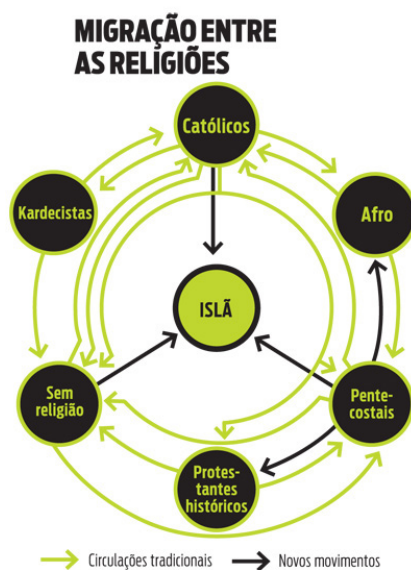 MIGRAÇÃO ENTRE
AS RELIGIÕES
Católicos
Kardecistas
Afro
ISLÃ
Sem
religião
Pente-
costais
Protes-
tantes
históricos
Circulações tradicionais
Novos movimentos